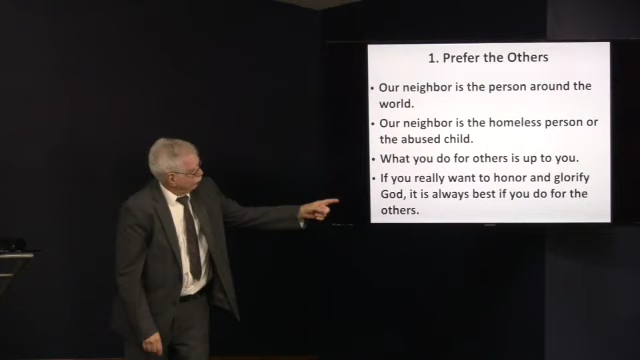 1. Prefer the Others
• Our neighbor is the person around the
world.
• Our neighbor is the homeless person or
the abused child.
• What you do for others is up to you.
• If you really want to honor and glorify
God, it is always best if you do for the
others.